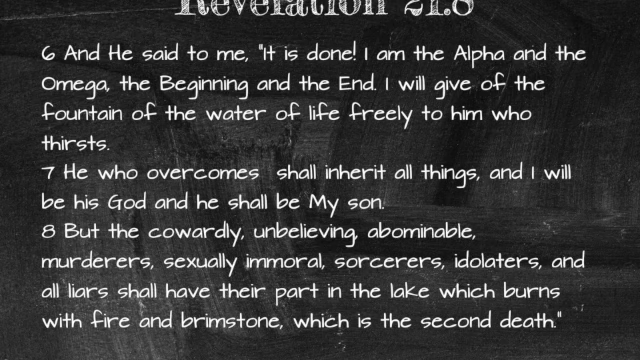 Revelation 21:8
6 And He said to me, "It is done! I am the Alpha and the
Omega, the Beginning and the End. I will give of the
fountain of the water of life freely to him who
thirsts.
7 He who overcomes shall inherit all things, and I will
be his God and he shall be My son.
8 But the cowardly, unbelieving, abominable,
murderers, sexually immoral, sorcerers, idolaters, and
all liars shall have their part in the lake which burns
with fire and brimstone, which is the second death."